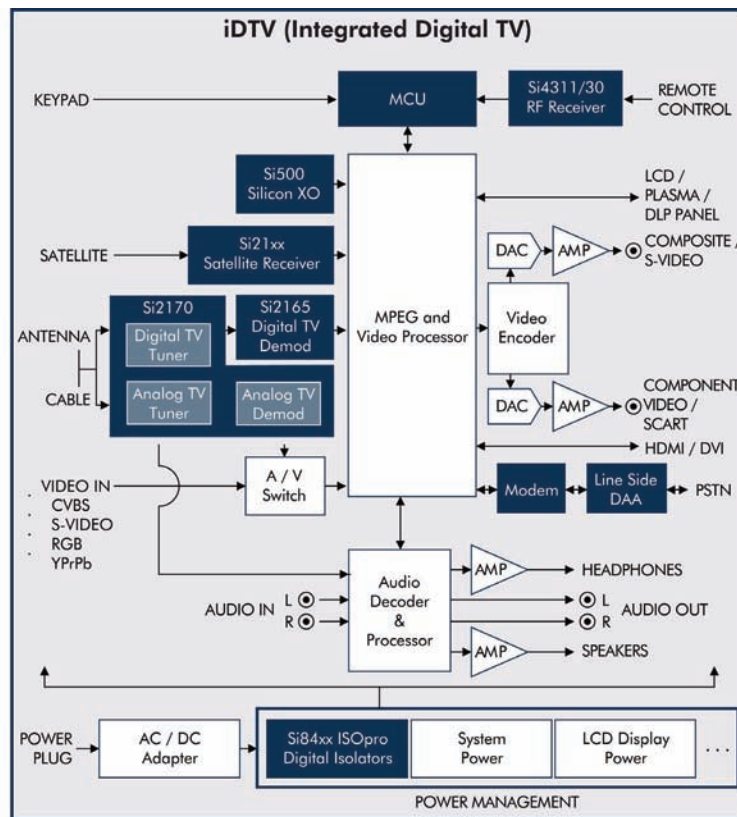 iDTV (Integrated Digital TV)
KEYPAD
MCU
Si4311/30
RF Receiver
REMOTE
CONTROL
Si500
Silicon XO
LCD /
PLASMA /
DLP PANEL
SATELLITE
Si21xx
Satellite Receiver
MPEG and
Video Processor
DAC
AMP
COMPOSITE /
S-VIDEO
ANTENNA
CABLE
Si2170
Digital TV
Tuner
Analog TV
Tuner
Si2165
Digital TV
Demod
Analog TV
Demod
Video
Encoder
DAC
AMP
COMPONENT
VIDEO /
SCART
HDMI / DVI
VIDEO IN
CVBS
S-VIDEO
RGB
YPrPb
A / V
Switch
Modem
Line Side
DAA
PSTN
AUDIO IN
L
R
Audio
Decoder
&
Processor
AMP
HEADPHONES
L
R
AUDIO OUT
AMP
SPEAKERS
POWER
PLUG
AC / DC
Adapter
Si84xx ISOpro
Digital Isolators
System
Power
LCD Display
Power
...
POWER MANAGEMENT